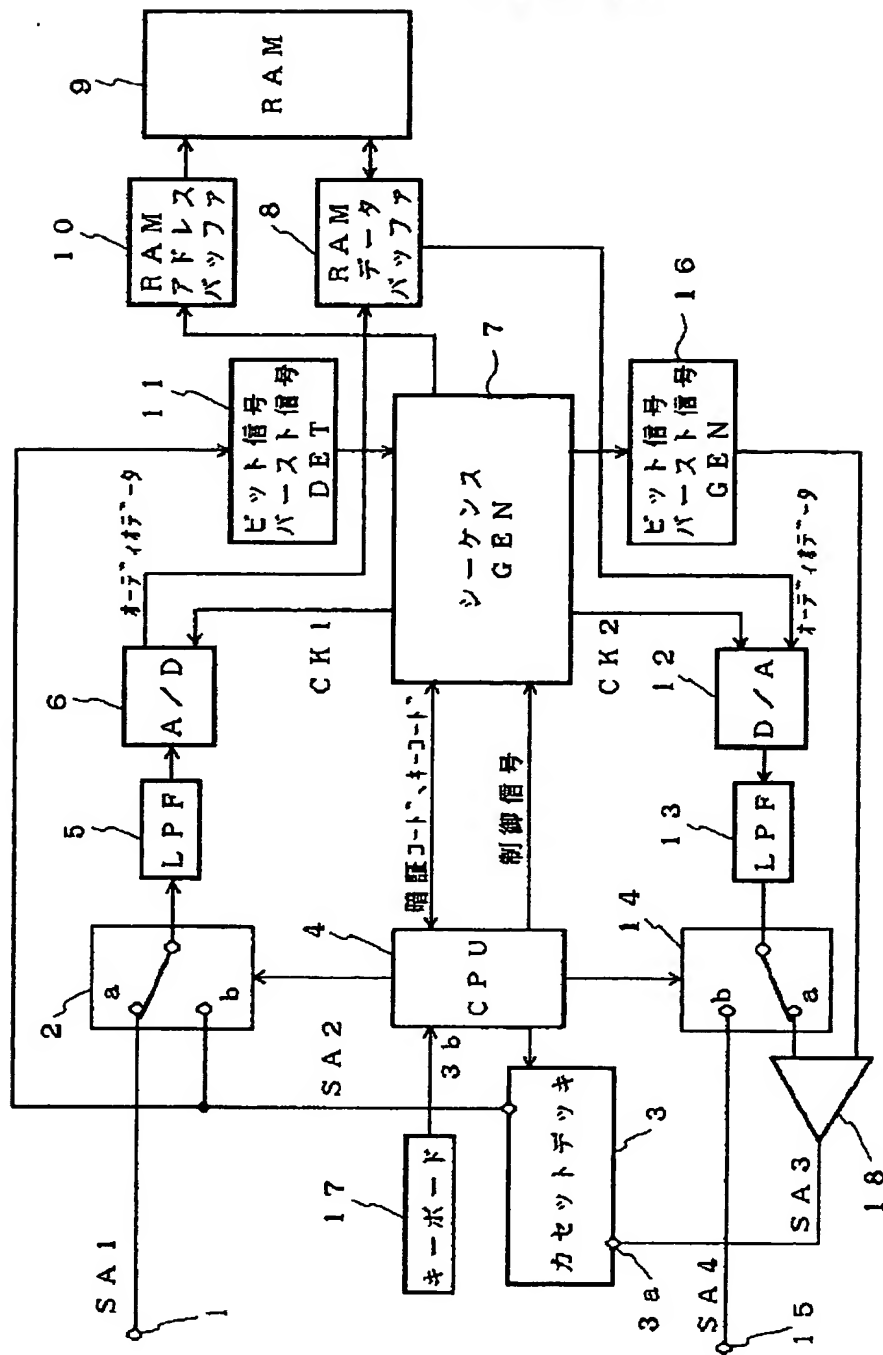 SA1
1
2
a
b
5
LPF
6
A/D
オーディオデータ
CK1
11
ビット信号
バースト信号
DET
10
RAM
アドレス
バッファ
9
RAM
8
RAM
データ
バッファ
SA2
3b
17
キーボード
4
CPU
暗証コード、キーコード
制御信号
シーケンス
GEN
7
カセットデッキ
3
3a
CK2
12
D/A
オーディオデータ
13
LPF
14
b
a
16
ビット信号
バースト信号
GEN
SA3
18
SA4
15